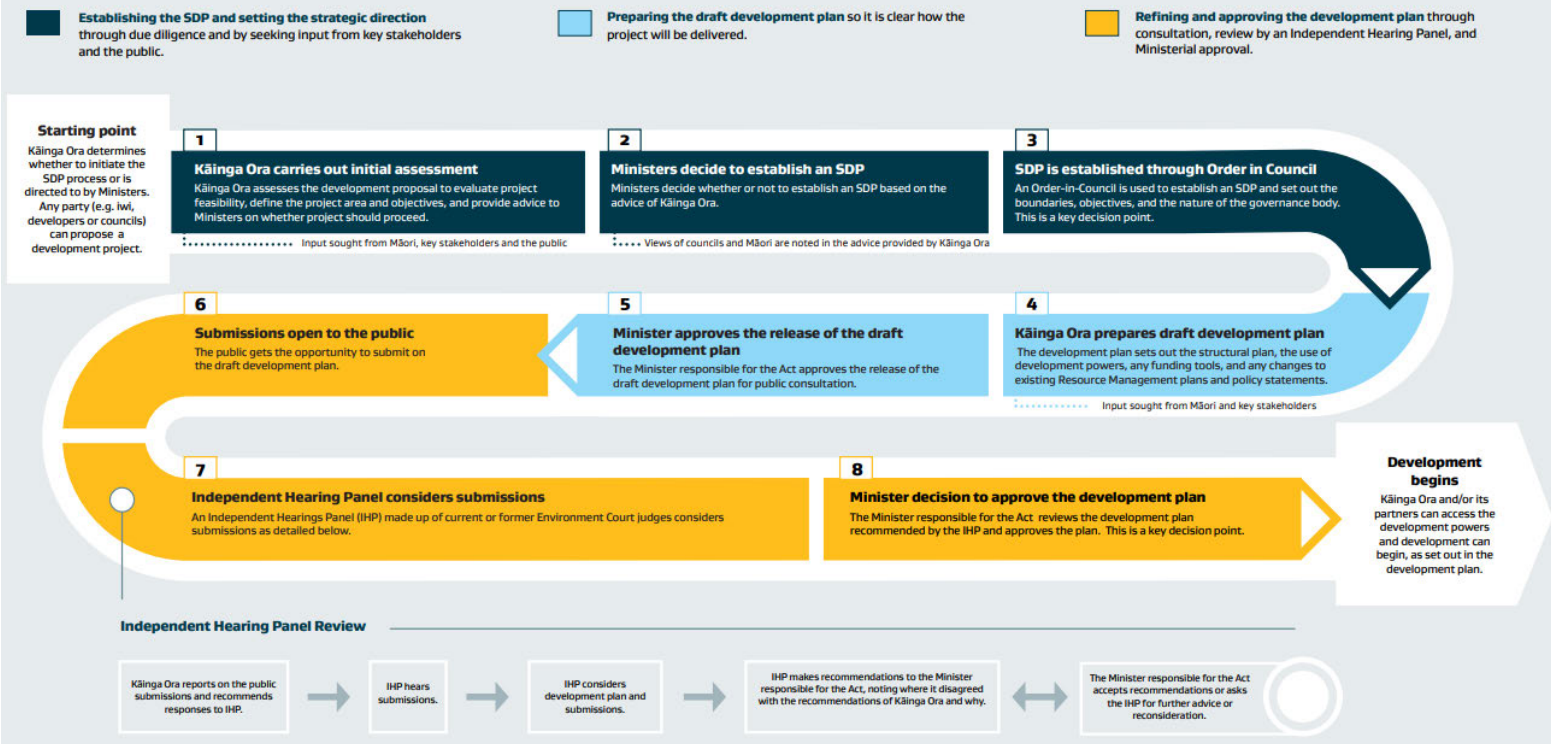 Establishing the SDP and setting the strategic direction
through due diligence and by seeking input from key stakeholders
and the public.
Preparing the draft development plan so it is clear how the
project will be delivered.
Refining and approving the development plan through
consultation, review by an Independent Hearing Panel, and
Ministerial approval.
Starting point
Kāinga Ora determines
whether to initiate the
SDP process or is
directed to by Ministers.
Any party (e.g. iwi,
developers or councils)
can propose a
development project.
1
Kāinga Ora carries out initial assessment
Kāinga Ora assesses the development proposal to evaluate project
feasibility, define the project area and objectives, and provide advice to
Ministers on whether project should proceed.
Input sought from Māori, key stakeholders and the public
2
Ministers decide to establish an SDP
Ministers decide whether or not to establish an SDP based on the
advice of Kāinga Ora.
Views of councils and Māori are noted in the advice provided by Kāinga Ora
3
SDP is established through Order in Council
An Order-in-Council is used to establish an SDP and set out the
boundaries, objectives, and the nature of the governance body.
This is a key decision point.
4
Kāinga Ora prepares draft development plan
The development plan sets out the structural plan, the use of
development powers, any funding tools, and any changes to
existing Resource Management plans and policy statements.
Input sought from Māori and key stakeholders
5
Minister approves the release of the draft
development plan
The Minister responsible for the Act approves the release of the
draft development plan for public consultation.
6
Submissions open to the public
The public gets the opportunity to submit on
the draft development plan.
7
Independent Hearing Panel considers submissions
An Independent Hearings Panel (IHP) made up of current or former Environment Court judges considers
submissions as detailed below.
8
Minister decision to approve the development plan
The Minister responsible for the Act reviews the development plan
recommended by the IHP and approves the plan. This is a key decision point.
Development
begins
Kāinga Ora and/or its
partners can access the
development powers
and development can
begin, as set out in the
development plan.
Independent Hearing Panel Review
Kāinga Ora reports on the public
submissions and recommends
responses to IHP.
IHP hears
submissions.
IHP considers
development plan and
submissions.
IHP makes recommendations to the Minister
responsible for the Act, noting where it disagreed
with the recommendations of Kāinga Ora and why.
The Minister responsible for the Act
accepts recommendations or asks
the IHP for further advice or
reconsideration.